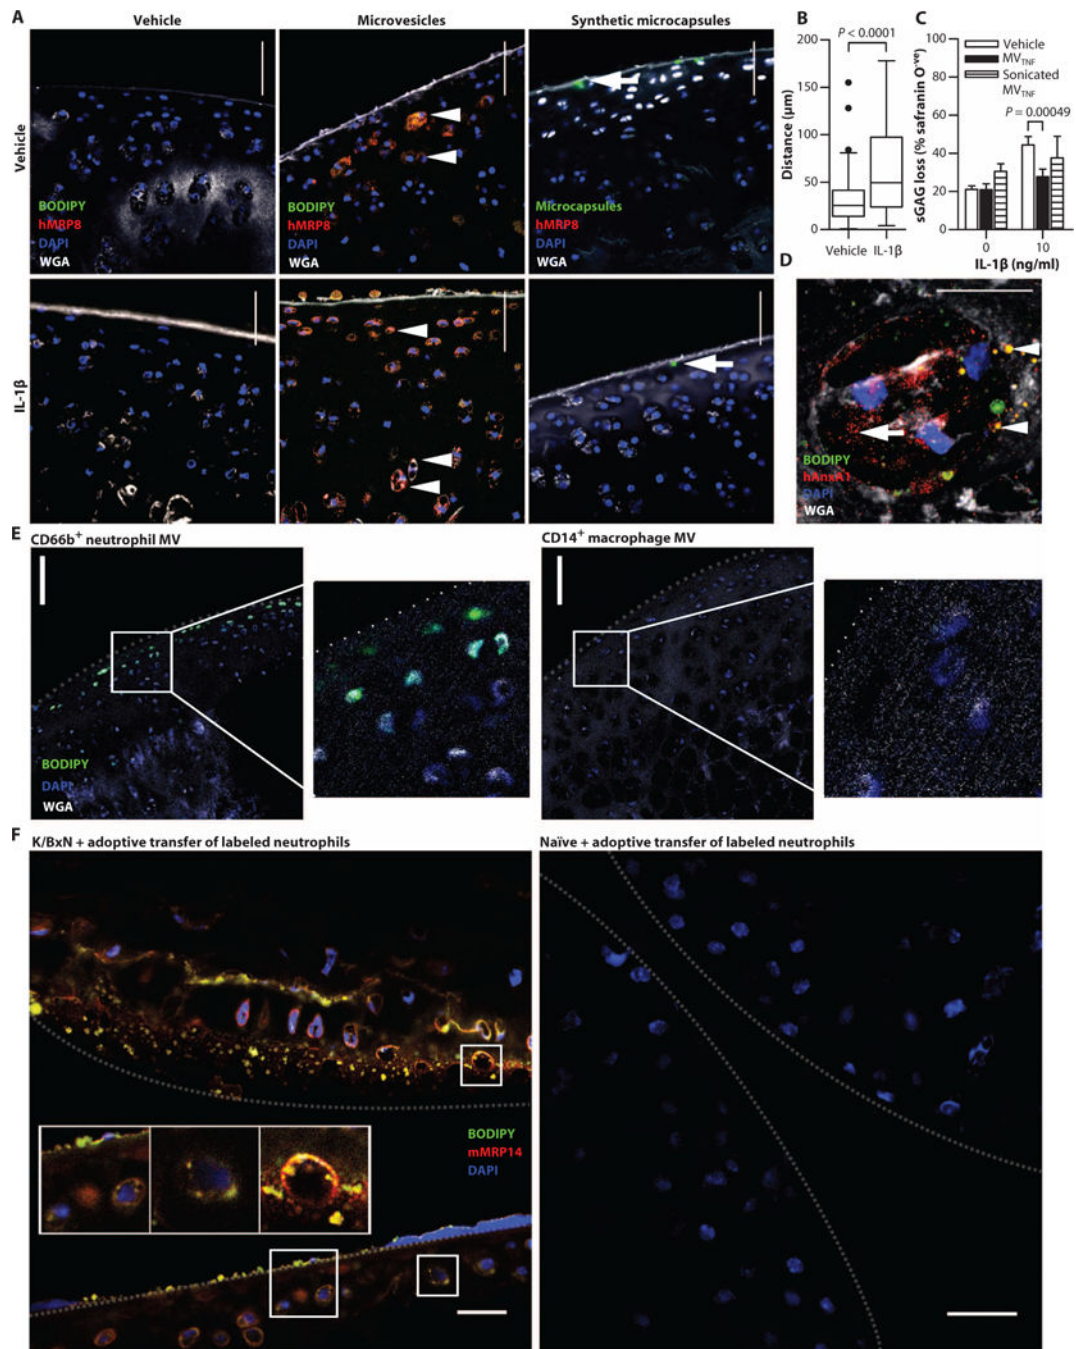 A
Vehicle
Microvesicles
Synthetic microcapsules
Vehicle
BODIPY
hMRP8
DAPI
WGA
BODIPY
hMRP8
DAPI
WGA
Microcapsules
hMRP8
DAPI
WGA
IL-1β
B
P < 0.0001
200
150
100
50
0
Distance (µm)
Vehicle
IL-1β
C
100
80
60
40
20
0
sGAG loss (% safranin O-ve)
Vehicle
MVTNF
Sonicated
MVTNF
P = 0.00049
0
10
IL-1β (ng/ml)
D
BODIPY
hAnxA1
DAPI
WGA
E
CD66b+ neutrophil MV
BODIPY
DAPI
WGA
CD14+ macrophage MV
F
K/BxN + adoptive transfer of labeled neutrophils
BODIPY
mMRP14
DAPI
Naïve + adoptive transfer of labeled neutrophils